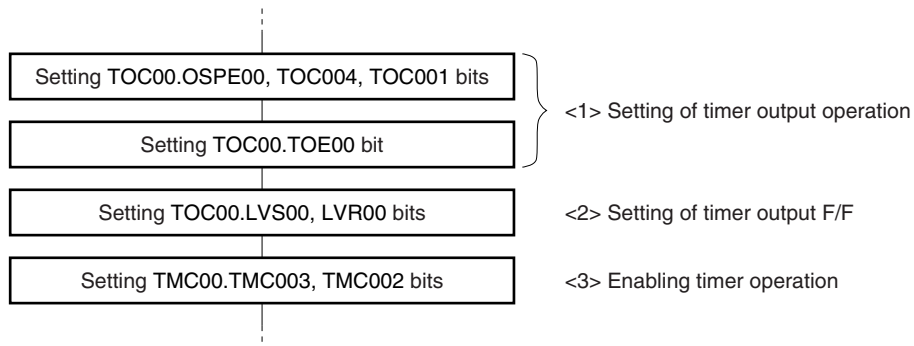 Setting TOC00.OSPE00, TOC004, TOC001 bits
Setting TOC00.TOE00 bit
<1> Setting of timer output operation
Setting TOC00.LVS00, LVR00 bits
<2> Setting of timer output F/F
Setting TMC00.TMC003, TMC002 bits
<3> Enabling timer operation